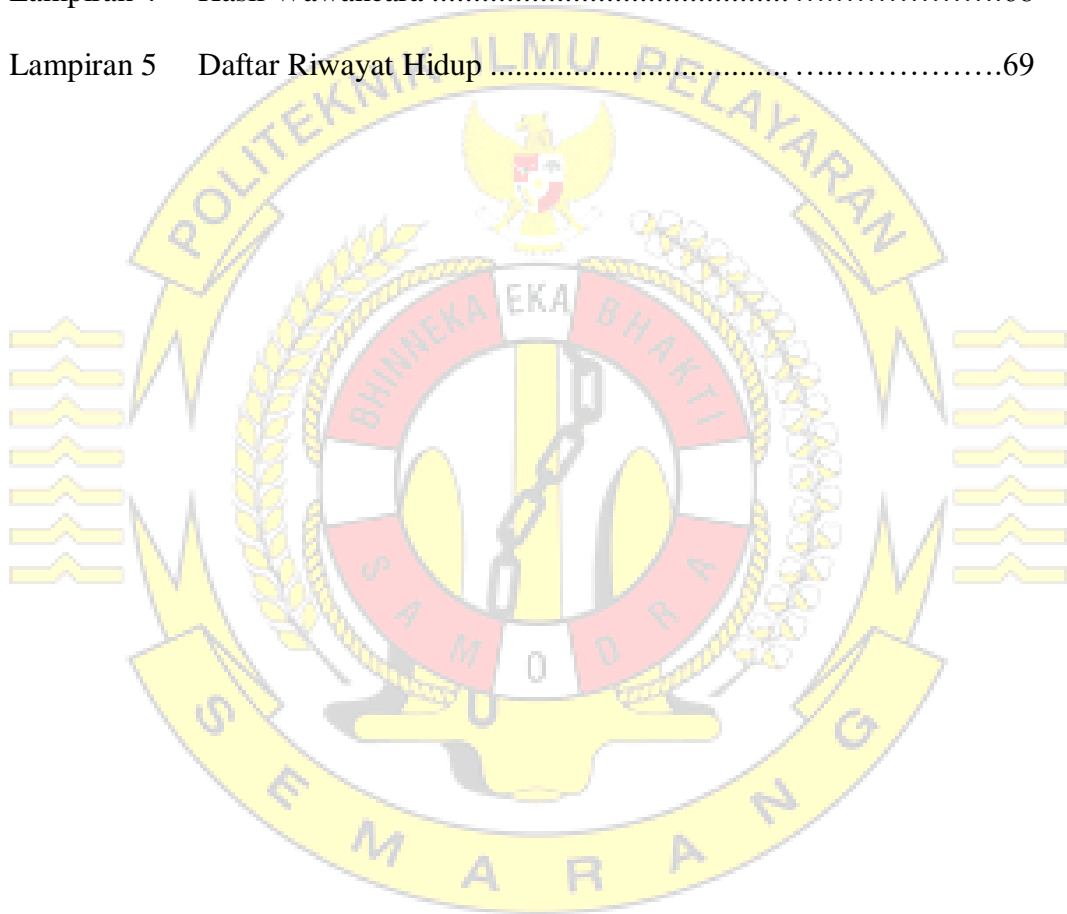 Lampiran 5 Daftar Riwayat Hidup ................................... ….………………69
POLITEKNIK ILMU PELAYARAN
BHINNEKA EKA BHAKTI
SAMODRA
SEMARANG